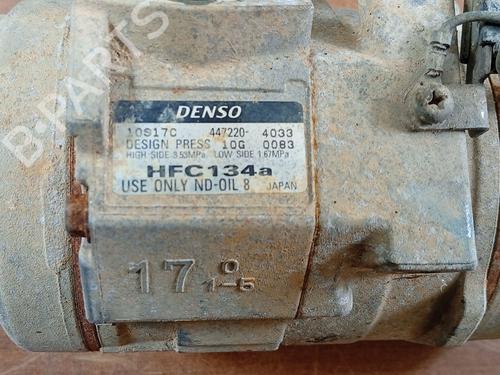 B-PARTS
DENSO
10S17C 447220- 4033
DESIGN PRESS 10G 0083
HIGH SIDE 3.53MPa LOW SIDE 1.67MPa
HFC134a
USE ONLY ND-OIL 8 JAPAN
17 0
1-5